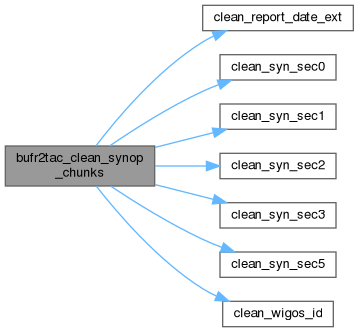 bufr2tac_clean_synop
_chunks
clean_report_date_ext
clean_syn_sec0
clean_syn_sec1
clean_syn_sec2
clean_syn_sec3
clean_syn_sec5
clean_wigos_id